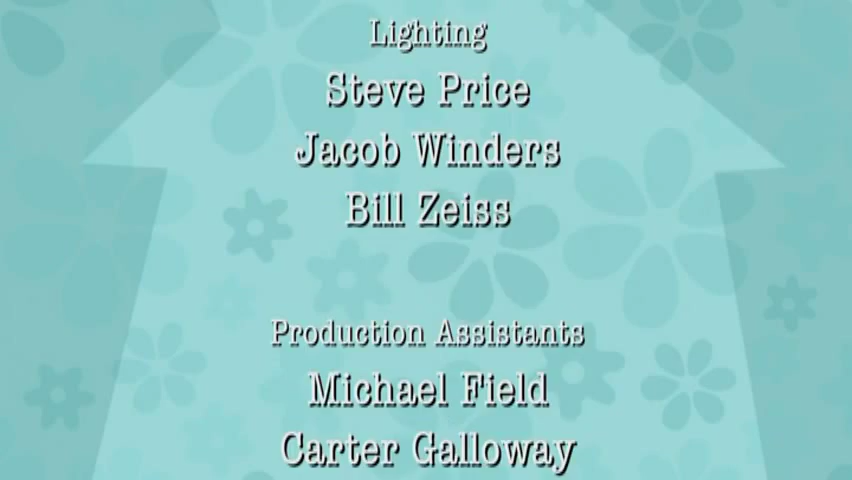 Lighting
Steve Price
Jacob Winders
Bill Zeiss
Production Assistants
Michael Field
Carter Galloway